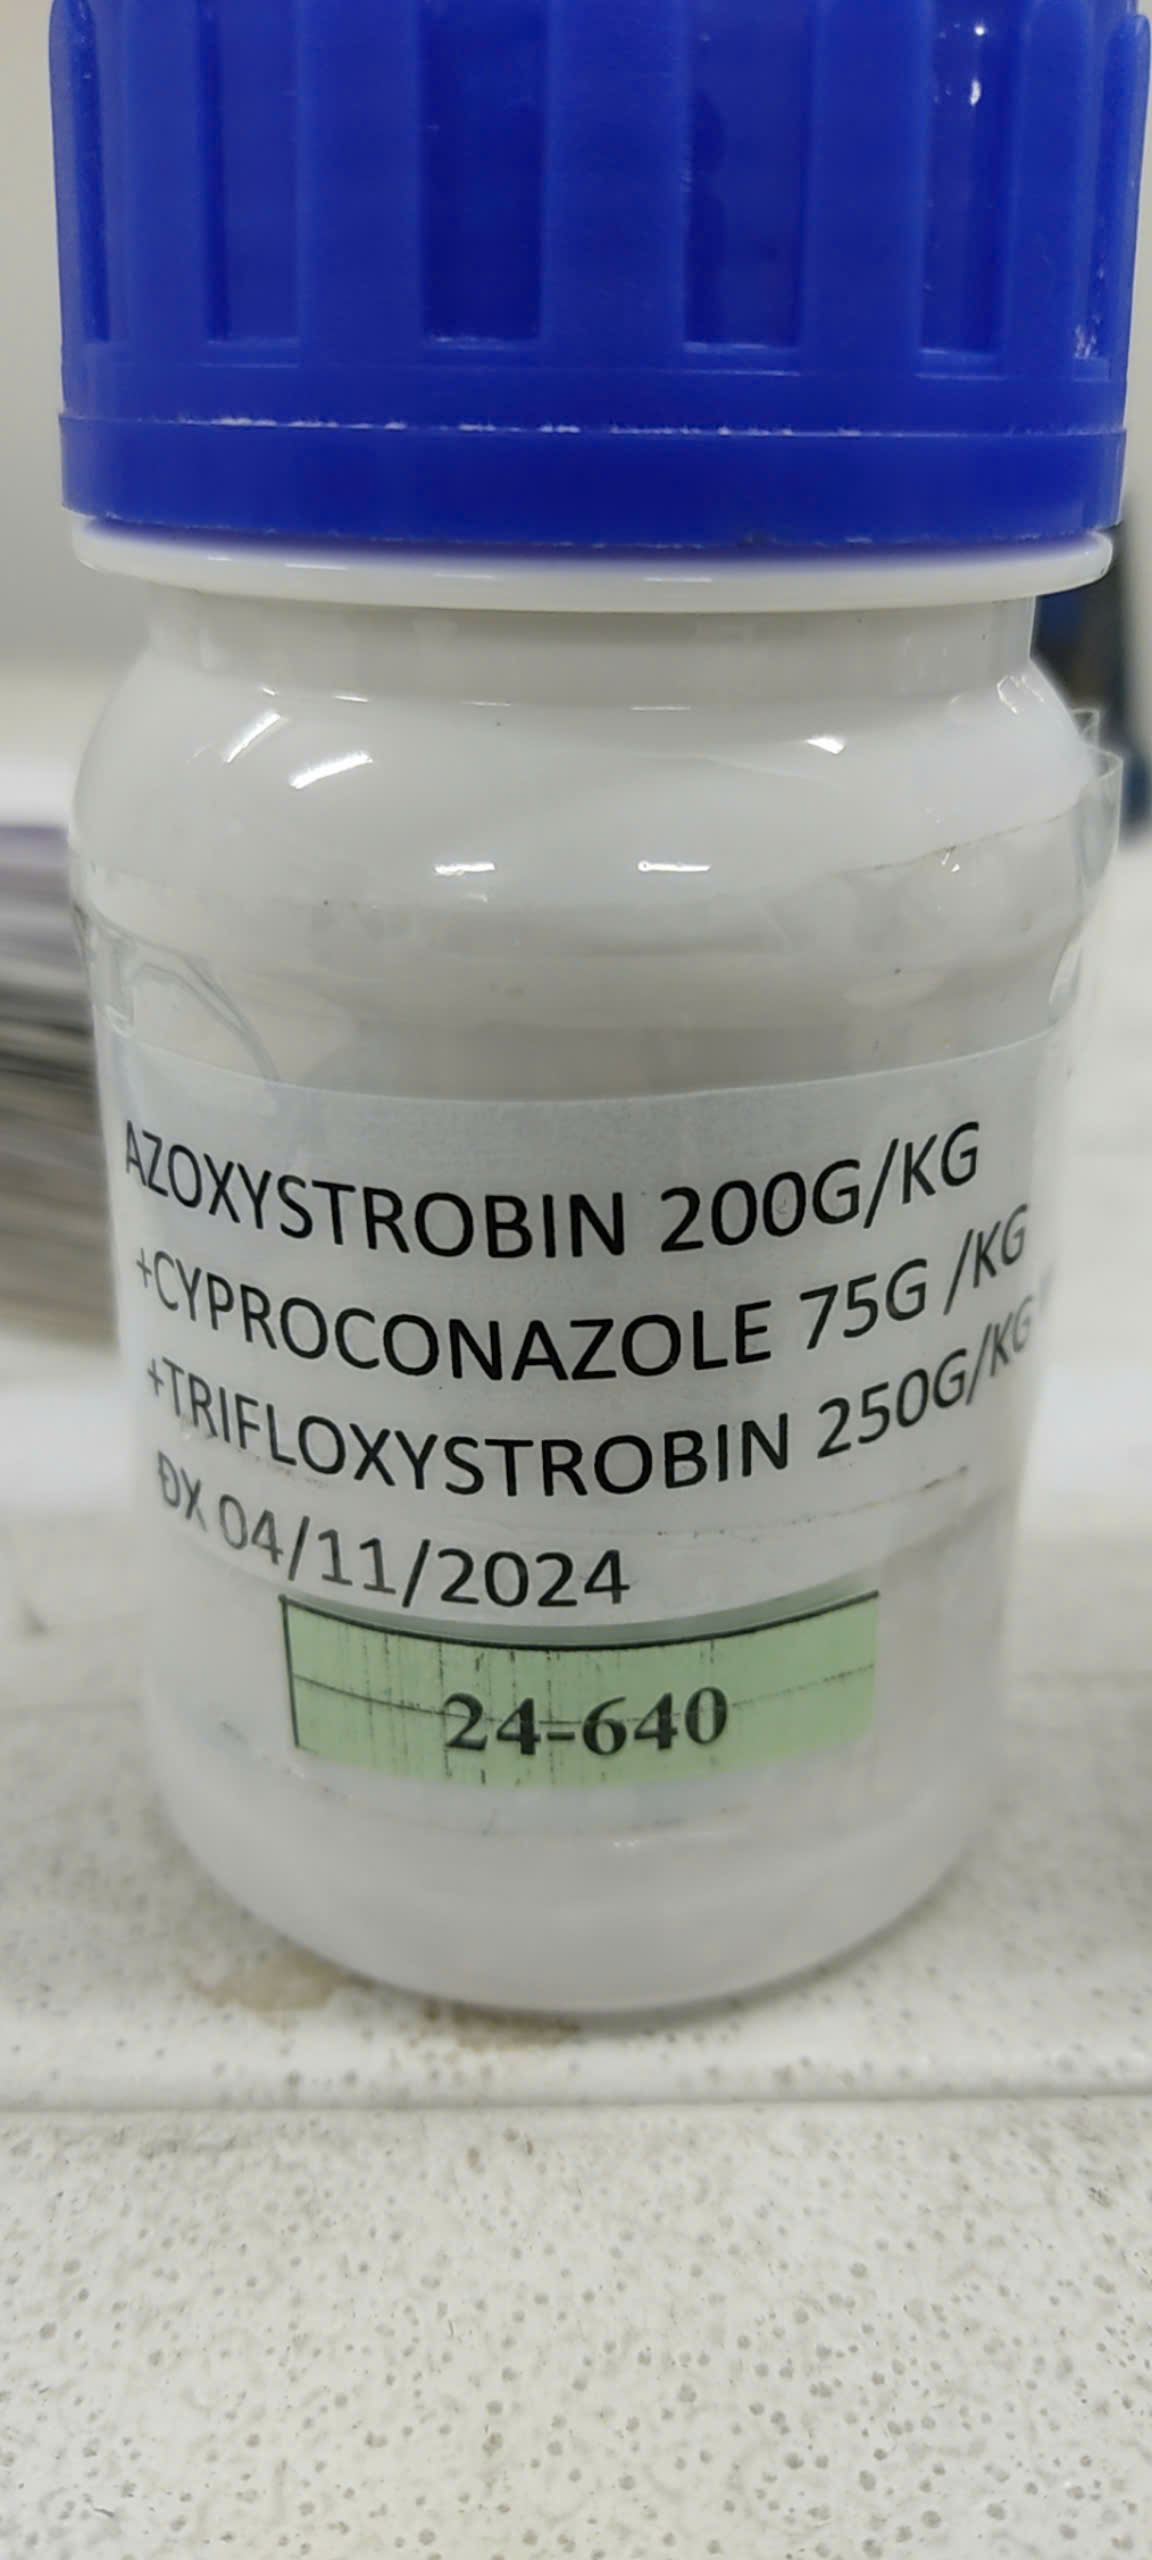 AZOXYSTROBIN 200G/KG
+CYPROCONAZOLE 75G /KG
+TRIFLOXYSTROBIN 250G/KG
ĐX 04/11/2024
24-640